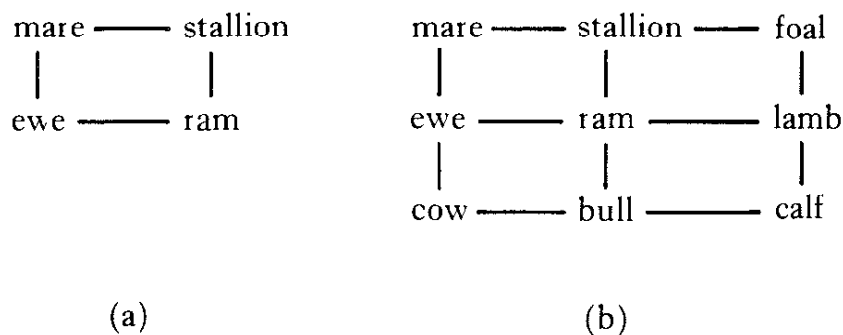 mare stallion mare stallion foal
ewe ram ewe ram lamb
cow bull calf
(a) (b)